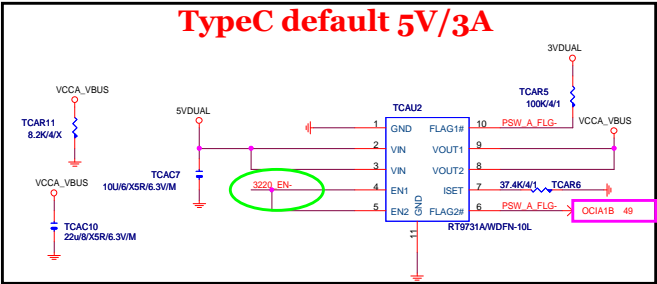 TypeC default 5V/3A
3VDUAL
VCCA_VBUS
TCAR11
8.2K/4/X
5VDUAL
TCAU2
TCAR5
100K/4/1
VCCA_VBUS
1 GND FLAG1# 10 PSW_A_FLG-
2 VIN VOUT1 9
3 VIN VOUT2 8
3220_EN- 4 EN1 ISET 7 37.4K/4/1 TCAR6
5 EN2 FLAG2# 6 PSW_A_FLG- OCIA1B 49
GND
11
RT9731A/WDFN-10L
TCAC7
10U/6/X5R/6.3V/M
VCCA_VBUS
TCAC10
22u/8/X5R/6.3V/M